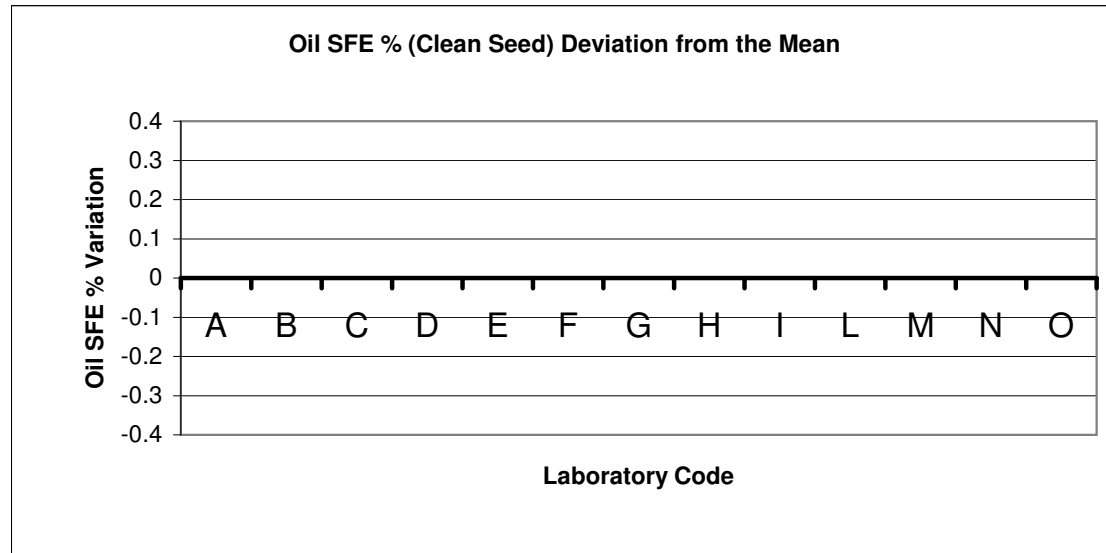 Oil SFE % (Clean Seed) Deviation from the Mean
0.4
0.3
0.2
0.1
0
-0.1
-0.2
-0.3
-0.4
A B C D E F G H I L M N O
Oil SFE % Variation
Laboratory Code